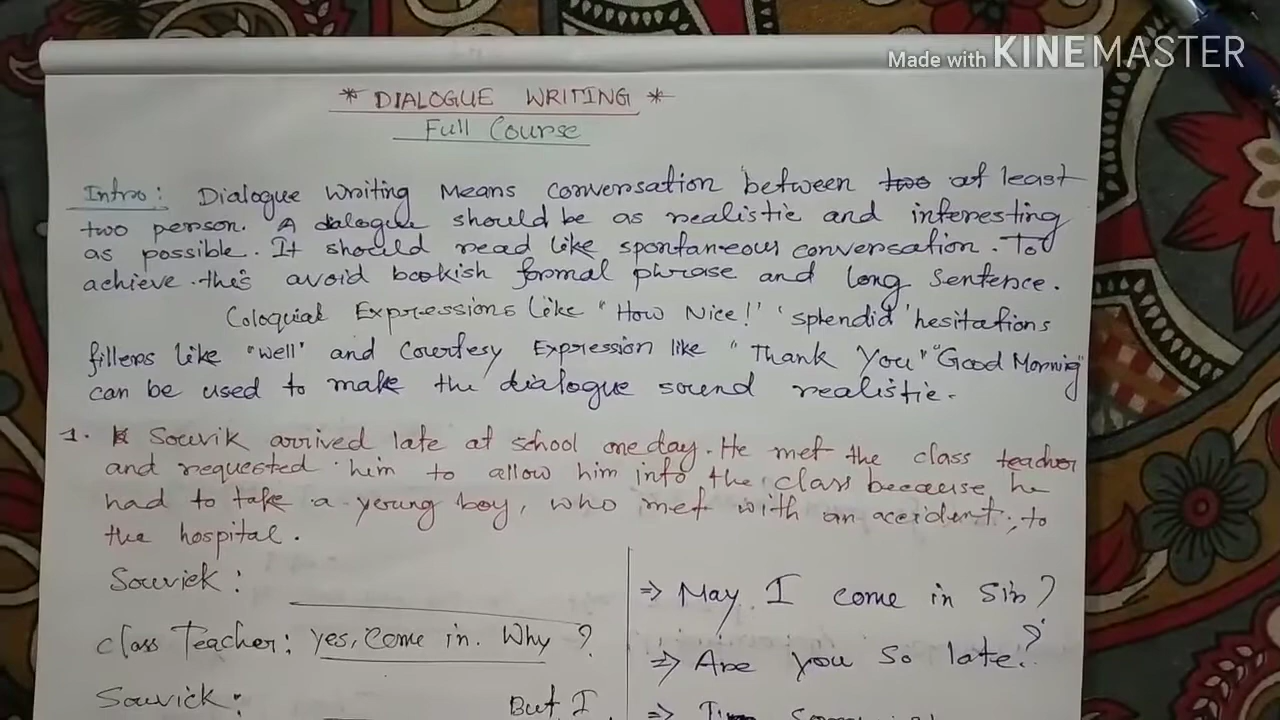 Made with KINEMASTER
* DIALOGUE WRITING *
Full Course
Intro: Dialogue Writing Means conversation between two at least
two person. A dalogue should be as realistic and interesting
as possible. It should read like spontaneous conversation. To
achieve this avoid bookish formal phrase and long sentence.
Coloquial Expressions like "How Nice!' 'splendid' hesitations
fillers like 'well' and Courtesy Expression like "Thank You" "Good Morning"
can be used to make the dialogue sound realistic.
1. Souvik arrived late at school one day. He met the class teacher
and requested him to allow him into the class because he
had to take a young boy, who met with an acident, to
the hospital.
Souvick :
⇒ May I come in Sir?
Class Teacher: Yes, Come in. Why ?
⇒ Are you so late?
Souvick :
But I
⇒